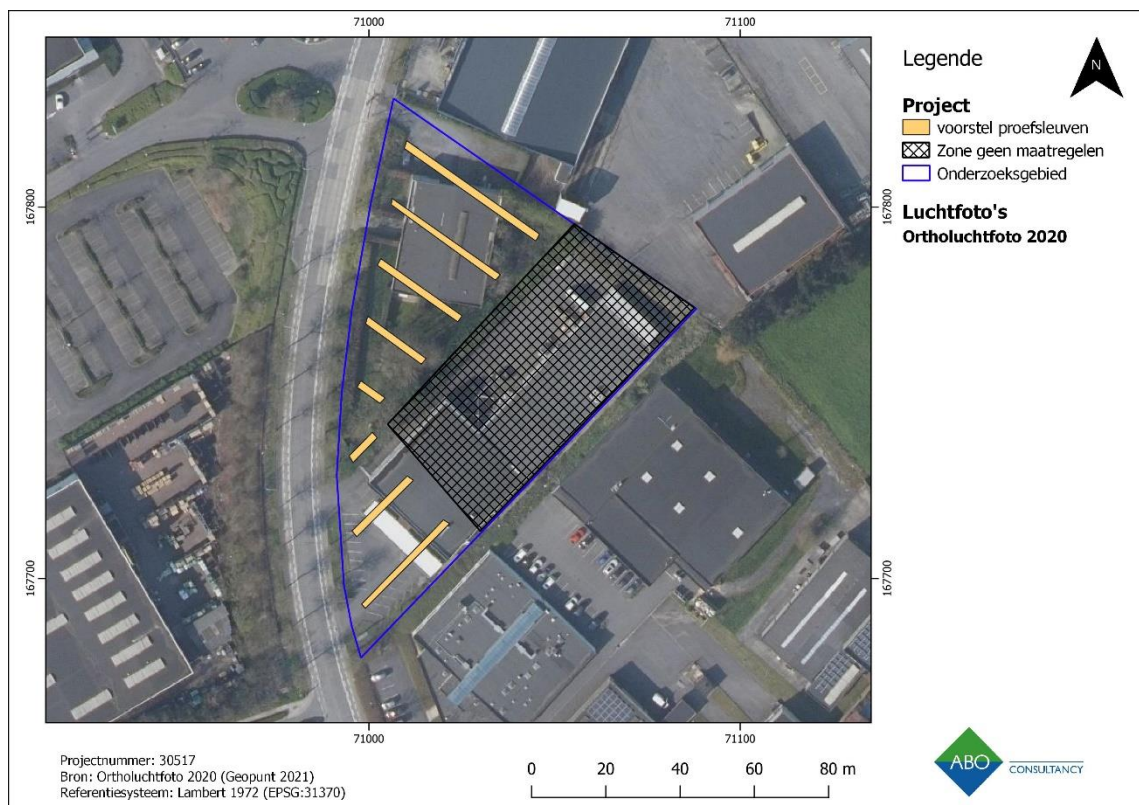 71000
71100
167800
167800
167700
167700
71000
71100
Legende
N
Project
voorstel proefsleuven
Zone geen maatregelen
Onderzoeksgebied
Luchtfoto's
Ortholuchtfoto 2020
Projectnummer: 30517
Bron: Ortholuchtfoto 2020 (Geopunt 2021)
Referentiesysteem: Lambert 1972 (EPSG:31370)
0 20 40 60 80 m
ABO
CONSULTANCY